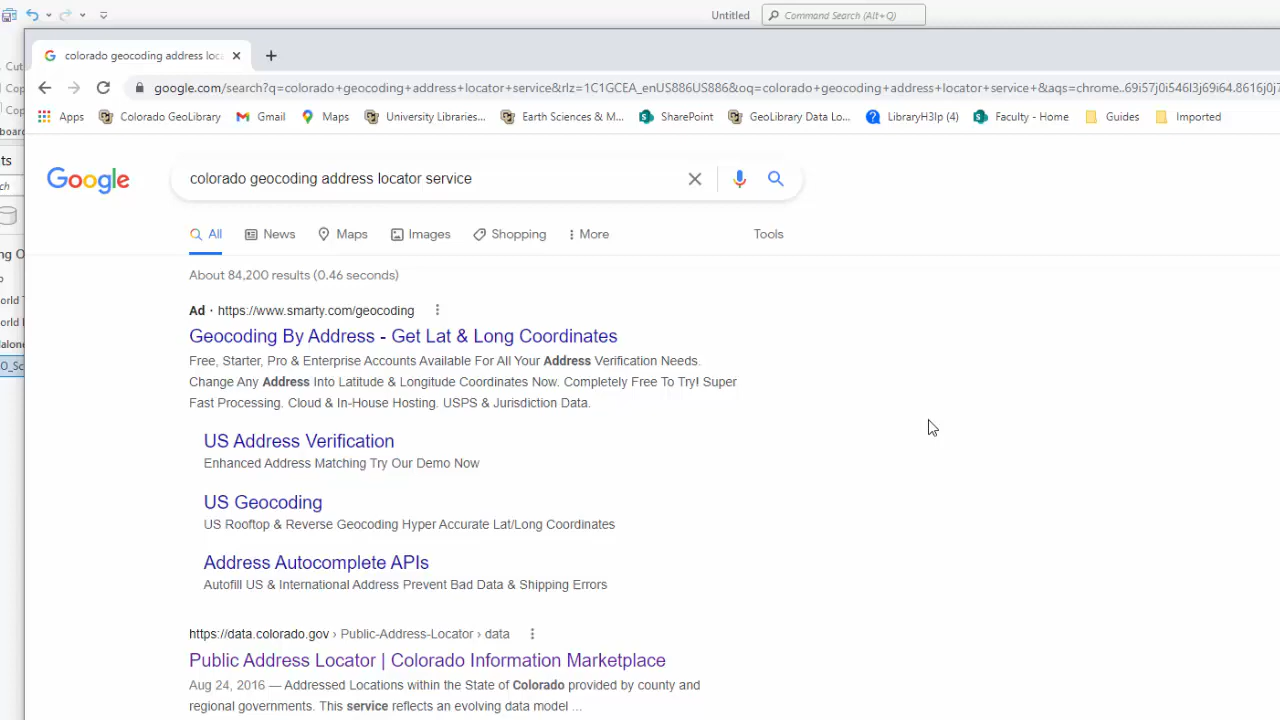 Untitled
Command Search (Alt+Q)
colorado geocoding address loca
google.com/search?q=colorado+geocoding+address+locator+service&rlz=1C1GCEA_enUS886US886&oq=colorado+geocoding+address+locator+service+&aqs=chrome..69i57j0i546l3j69i64.8616j0j7
Apps
Colorado GeoLibrary
Gmail
Maps
University Libraries...
Earth Sciences & M...
SharePoint
GeoLibrary Data Lo...
LibraryH3lp (4)
Faculty - Home
Guides
Imported
Google
colorado geocoding address locator service
All
News
Maps
Images
Shopping
More
Tools
About 84,200 results (0.46 seconds)
Ad · https://www.smarty.com/geocoding
Geocoding By Address - Get Lat & Long Coordinates
Free, Starter, Pro & Enterprise Accounts Available For All Your Address Verification Needs.
Change Any Address Into Latitude & Longitude Coordinates Now. Completely Free To Try! Super
Fast Processing. Cloud & In-House Hosting. USPS & Jurisdiction Data.
US Address Verification
Enhanced Address Matching Try Our Demo Now
US Geocoding
US Rooftop & Reverse Geocoding Hyper Accurate Lat/Long Coordinates
Address Autocomplete APIs
Autofill US & International Address Prevent Bad Data & Shipping Errors
https://data.colorado.gov › Public-Address-Locator › data
Public Address Locator | Colorado Information Marketplace
Aug 24, 2016 — Addressed Locations within the State of Colorado provided by county and
regional governments. This service reflects an evolving data model ...